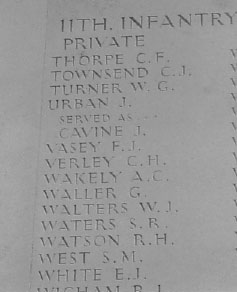 11TH. INFANTRY
PRIVATE
THORPE C.F.
TOWNSEND C.J.
TURNER W.G.
URBAN J.
SERVED AS...
CAVINE J.
VASEY F.J.
VERLEY C.H.
WAKELY A.C.
WALLER G.
WALTERS W.J.
WATERS S.R.
WATSON R.H.
WEST S.M.
WHITE E.J.
WIGHAM R.J.